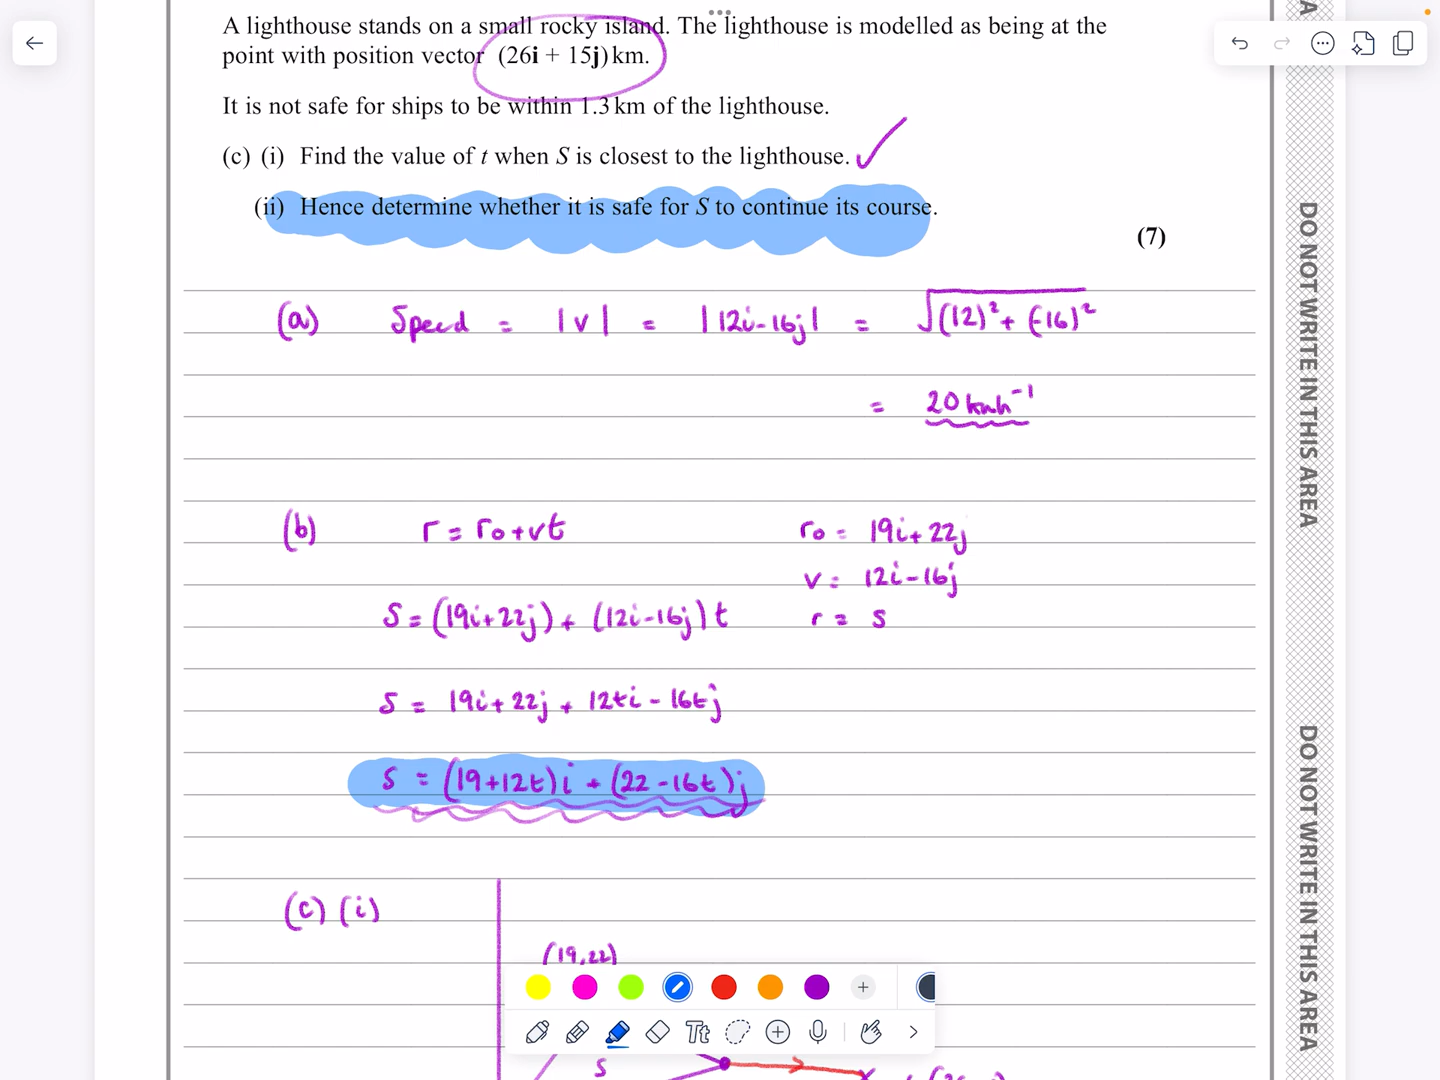 A lighthouse stands on a small rocky island. The lighthouse is modelled as being at the
point with position vector (26i + 15j) km.
It is not safe for ships to be within 1.3 km of the lighthouse.
(c) (i) Find the value of t when S is closest to the lighthouse.
(ii) Hence determine whether it is safe for S to continue its course.
(7)
(a) Speed = |v| = |12i-16j| = √(12)²+(-16)²
= 20 kmh⁻¹
(b) r = r₀+vt
r₀ = 19i+22j
v = 12i-16j
S = (19i+22j) + (12i-16j)t
r = s
S = 19i+22j + 12ti - 16tj
S = (19+12t)i + (22-16t)j
(c) (i)
(19,22)
S
Tt
A
DO NOT WRITE IN THIS AREA
DO NOT WRITE IN THIS AREA